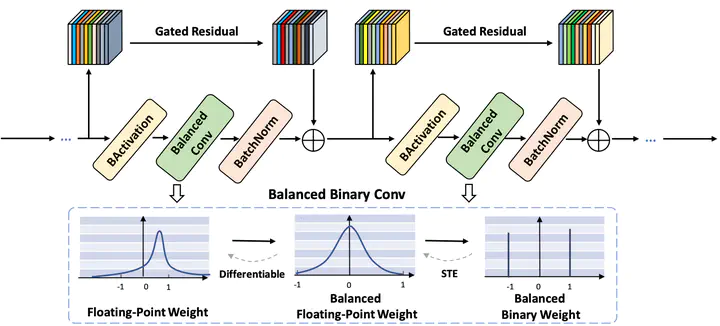 Gated Residual
Gated Residual
...
BActivation
Balanced
Conv
BatchNorm
BActivation
Balanced
Conv
BatchNorm
...
Balanced Binary Conv
-1 0 1
Floating-Point Weight
Differentiable
-1 0 1
Balanced
Floating-Point Weight
STE
-1 0 1
Balanced
Binary Weight